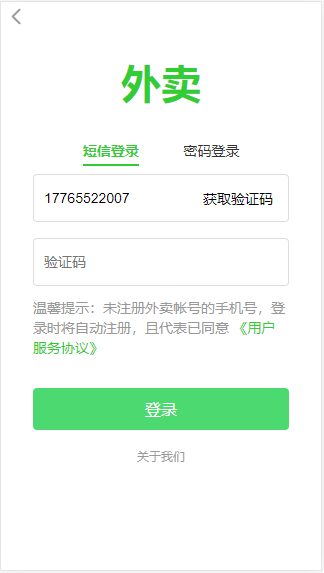 外卖
短信登录 密码登录
17765522007 获取验证码
验证码
温馨提示：未注册外卖帐号的手机号，登
录时将自动注册，且代表已同意《用户
服务协议》
登录
关于我们